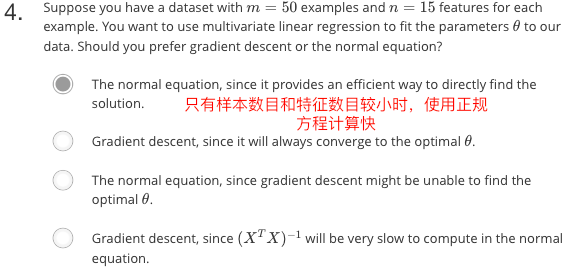 4. Suppose you have a dataset with m = 50 examples and n = 15 features for each
example. You want to use multivariate linear regression to fit the parameters θ to our
data. Should you prefer gradient descent or the normal equation?
The normal equation, since it provides an efficient way to directly find the
solution. 只有样本数目和特征数目较小时，使用正规
方程计算快
Gradient descent, since it will always converge to the optimal θ.
The normal equation, since gradient descent might be unable to find the
optimal θ.
Gradient descent, since (XᵀX)⁻¹ will be very slow to compute in the normal
equation.